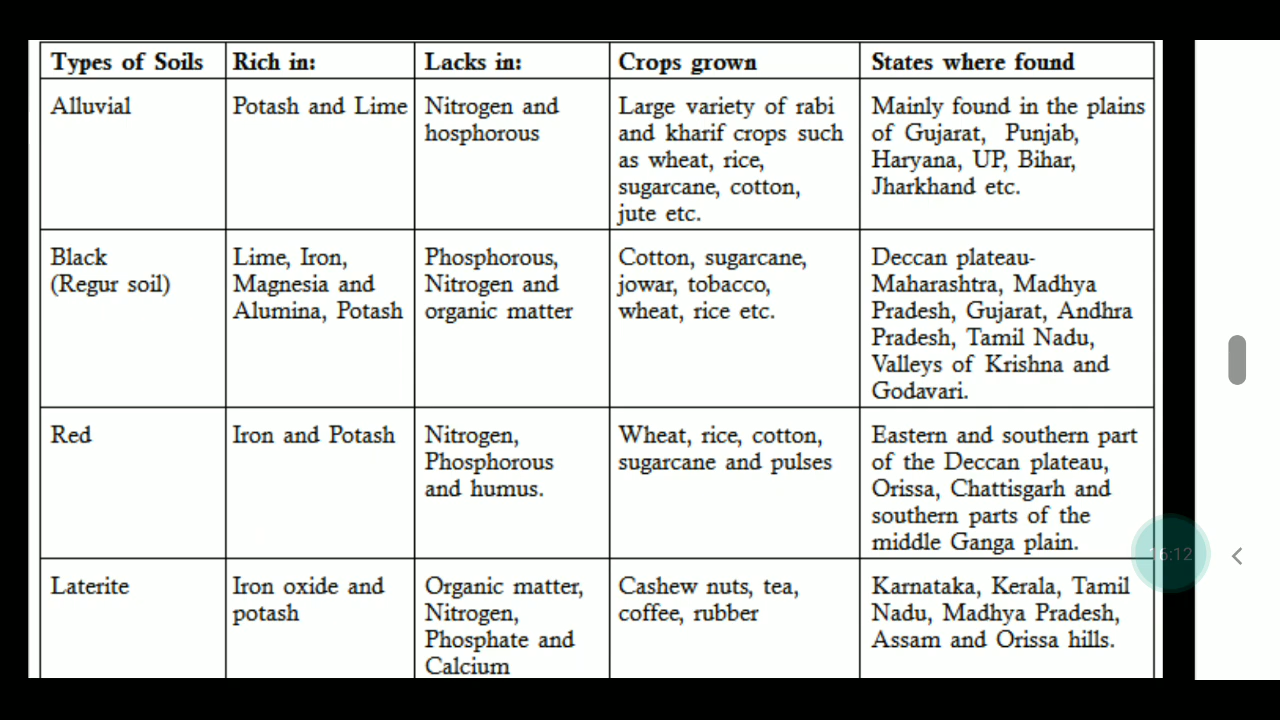 Types of Soils Rich in: Lacks in: Crops grown States where found
Alluvial
Potash and Lime
Nitrogen and
hosphorous
Large variety of rabi
and kharif crops such
as wheat, rice,
sugarcane, cotton,
jute etc.
Mainly found in the plains
of Gujarat, Punjab,
Haryana, UP, Bihar,
Jharkhand etc.
Black
(Regur soil)
Lime, Iron,
Magnesia and
Alumina, Potash
Phosphorous,
Nitrogen and
organic matter
Cotton, sugarcane,
jowar, tobacco,
wheat, rice etc.
Deccan plateau-
Maharashtra, Madhya
Pradesh, Gujarat, Andhra
Pradesh, Tamil Nadu,
Valleys of Krishna and
Godavari.
Red
Iron and Potash
Nitrogen,
Phosphorous
and humus.
Wheat, rice, cotton,
sugarcane and pulses
Eastern and southern part
of the Deccan plateau,
Orissa, Chattisgarh and
southern parts of the
middle Ganga plain.
Laterite
Iron oxide and
potash
Organic matter,
Nitrogen,
Phosphate and
Calcium
Cashew nuts, tea,
coffee, rubber
Karnataka, Kerala, Tamil
Nadu, Madhya Pradesh,
Assam and Orissa hills.
16:12